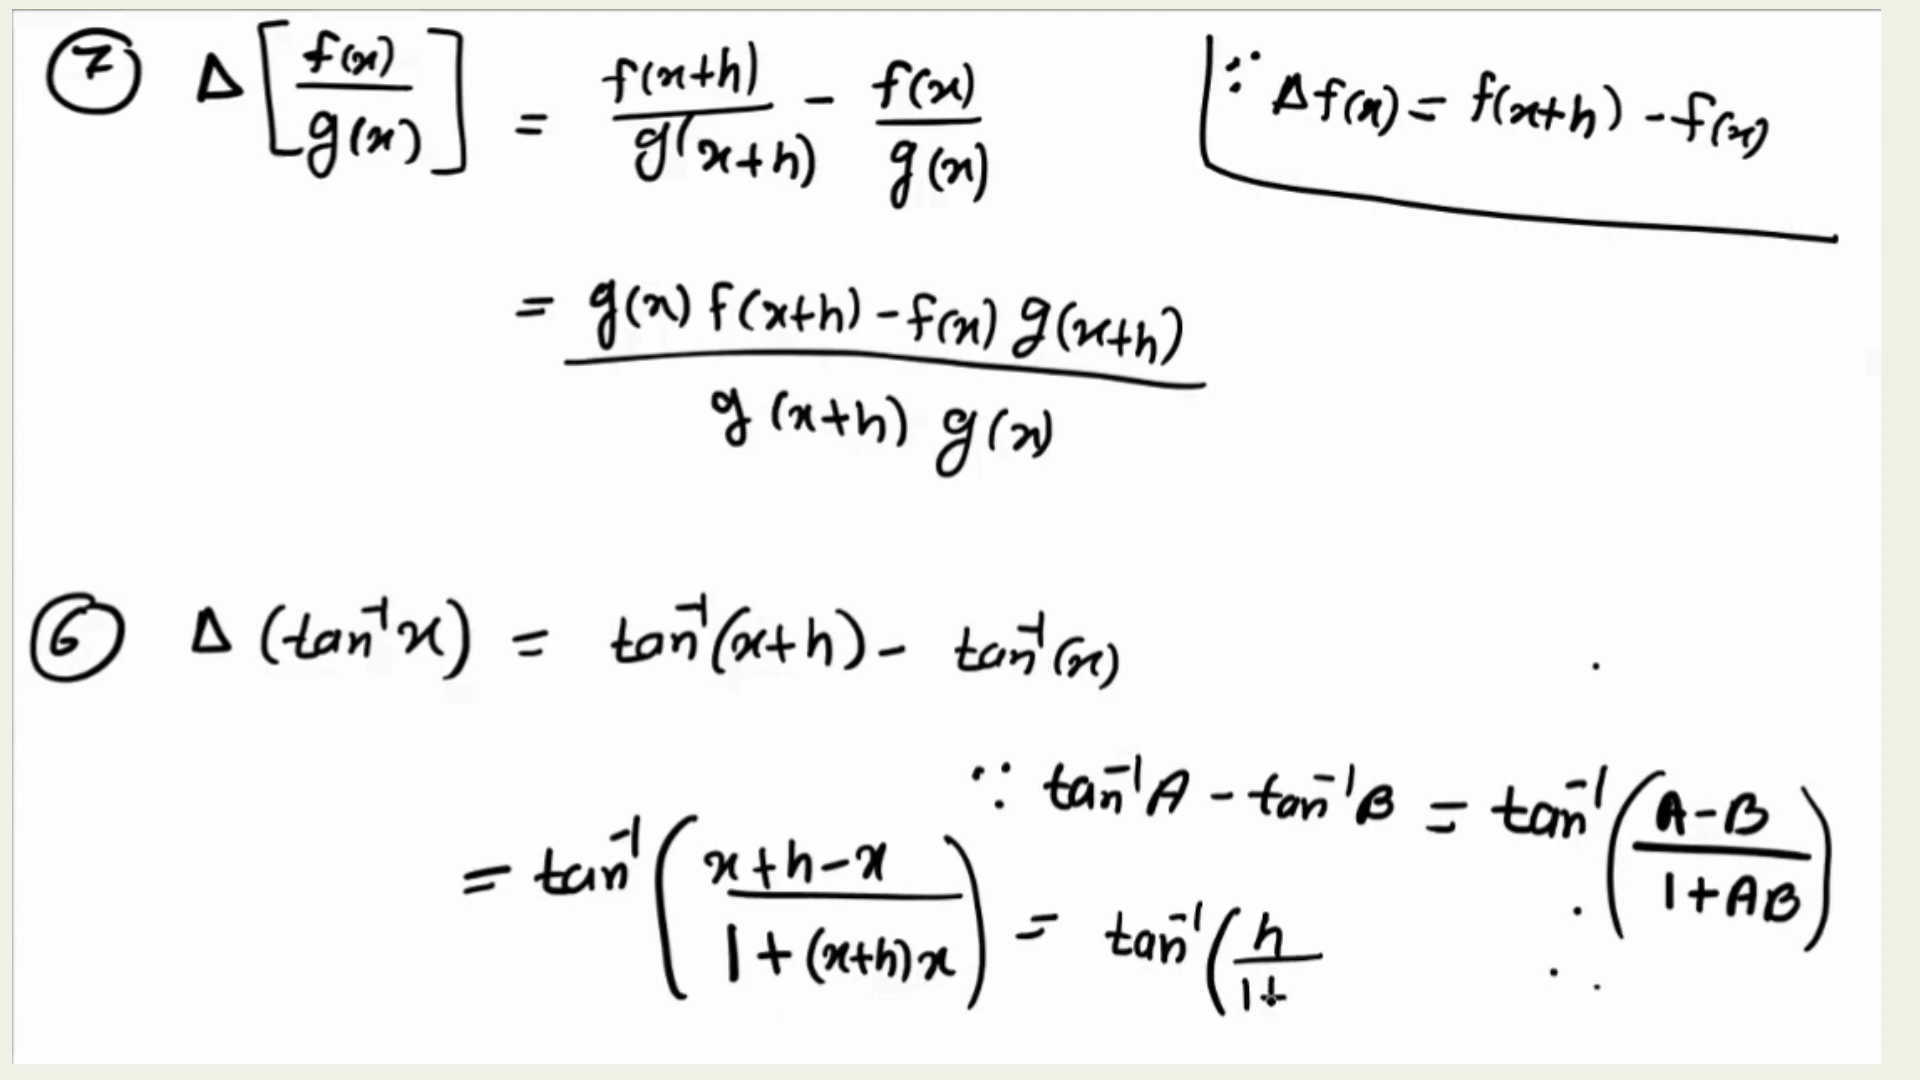 ⑦ Δ[f(x)/g(x)] = f(x+h)/g(x+h) - f(x)/g(x)
∵ Δf(x) = f(x+h) - f(x)
= g(x) f(x+h) - f(x) g(x+h) / g(x+h) g(x)
⑥ Δ(tan⁻¹x) = tan⁻¹(x+h) - tan⁻¹(x)
∵ tan⁻¹A - tan⁻¹B = tan⁻¹(A-B/1+AB)
= tan⁻¹(x+h-x/1+(x+h)x) = tan⁻¹(h/1+